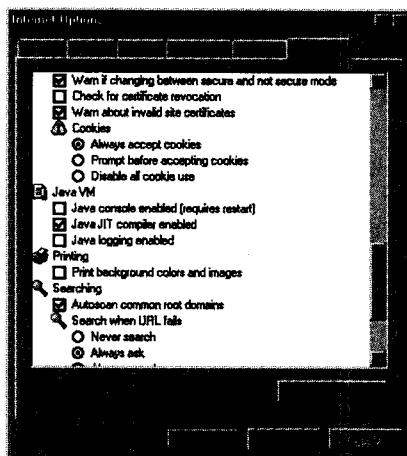 Internet Options
Warn if changing between secure and not secure mode
Check for certificate revocation
Warn about invalid site certificates
Cookies
Always accept cookies
Prompt before accepting cookies
Disable all cookie use
Java VM
Java console enabled (requires restart)
Java JIT compiler enabled
Java logging enabled
Printing
Print background colors and images
Searching
Autoscan common root domains
Search when URL fails
Never search
Always ask